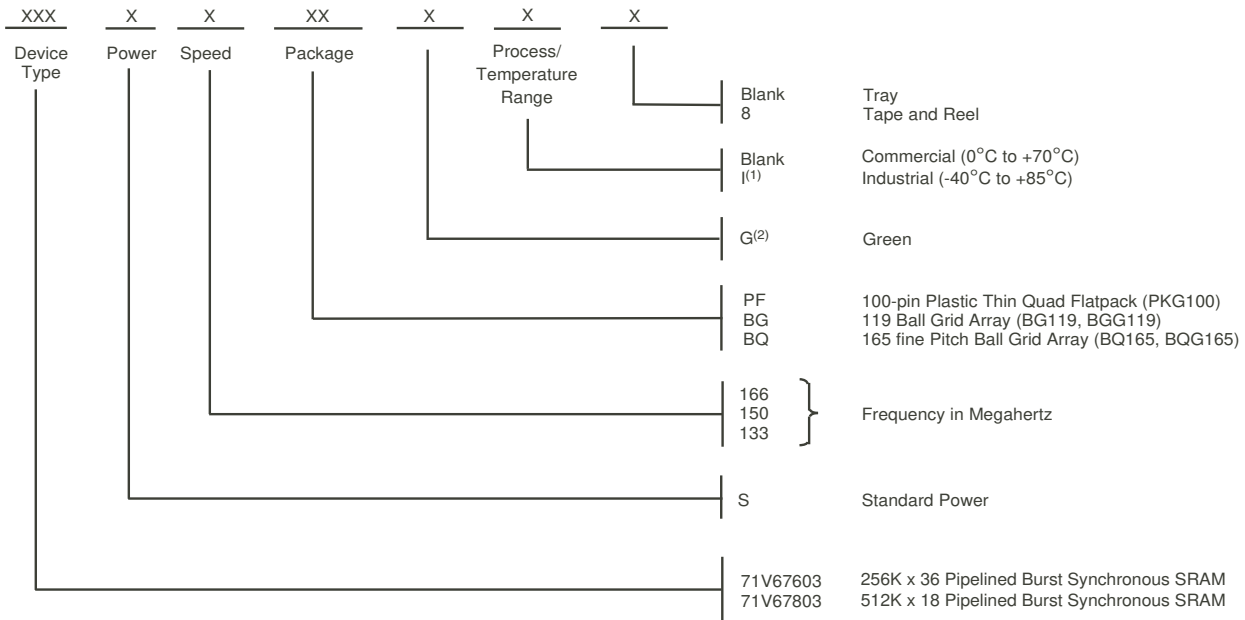 XXX X X XX X X X
Device Type Power Speed Package Process/ Temperature Range
Blank Tray
8 Tape and Reel
Blank Commercial (0°C to +70°C)
I(1) Industrial (-40°C to +85°C)
G(2) Green
PF 100-pin Plastic Thin Quad Flatpack (PKG100)
BG 119 Ball Grid Array (BG119, BGG119)
BQ 165 fine Pitch Ball Grid Array (BQ165, BQG165)
166
150 Frequency in Megahertz
133
S Standard Power
71V67603 256K x 36 Pipelined Burst Synchronous SRAM
71V67803 512K x 18 Pipelined Burst Synchronous SRAM